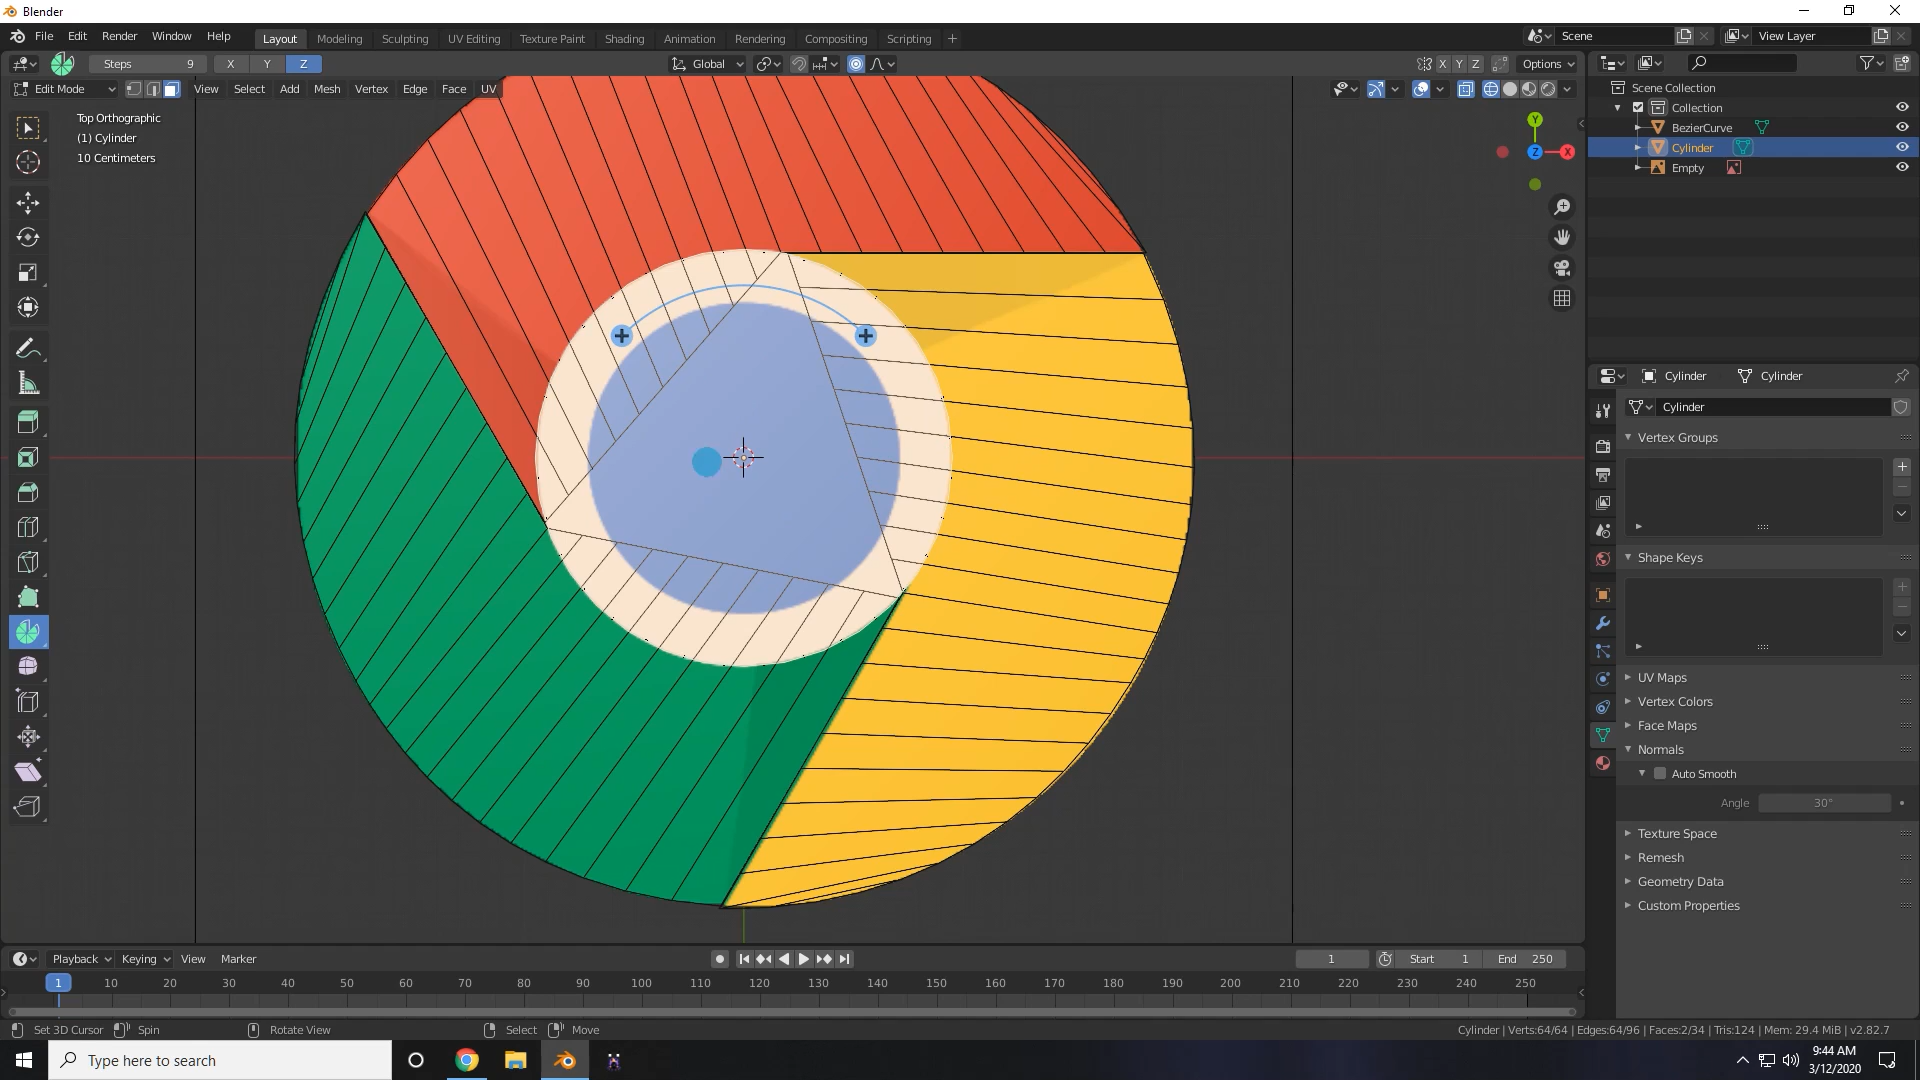 Blender
File Edit Render Window Help Layout Modeling Sculpting UV Editing Texture Paint Shading Animation Rendering Compositing Scripting + Scene View Layer
Steps 9 X Y Z Global X Y Z Options
Edit Mode View Select Add Mesh Vertex Edge Face UV
Top Orthographic
(1) Cylinder
10 Centimeters
Y
Z
X
Scene Collection
Collection
BezierCurve
Cylinder
Empty
Cylinder Cylinder
Cylinder
Vertex Groups
Shape Keys
UV Maps
Vertex Colors
Face Maps
Normals
Auto Smooth
Angle 30°
Texture Space
Remesh
Geometry Data
Custom Properties
Playback Keying View Marker 1 Start 1 End 250
1 10 20 30 40 50 60 70 80 90 100 110 120 130 140 150 160 170 180 190 200 210 220 230 240 250
Set 3D Cursor Spin Rotate View Select Move Cylinder | Verts:64/64 | Edges:64/96 | Faces:2/34 | Tris:124 | Mem: 29.4 MiB | v2.82.7
Type here to search
9:44 AM
3/12/2020